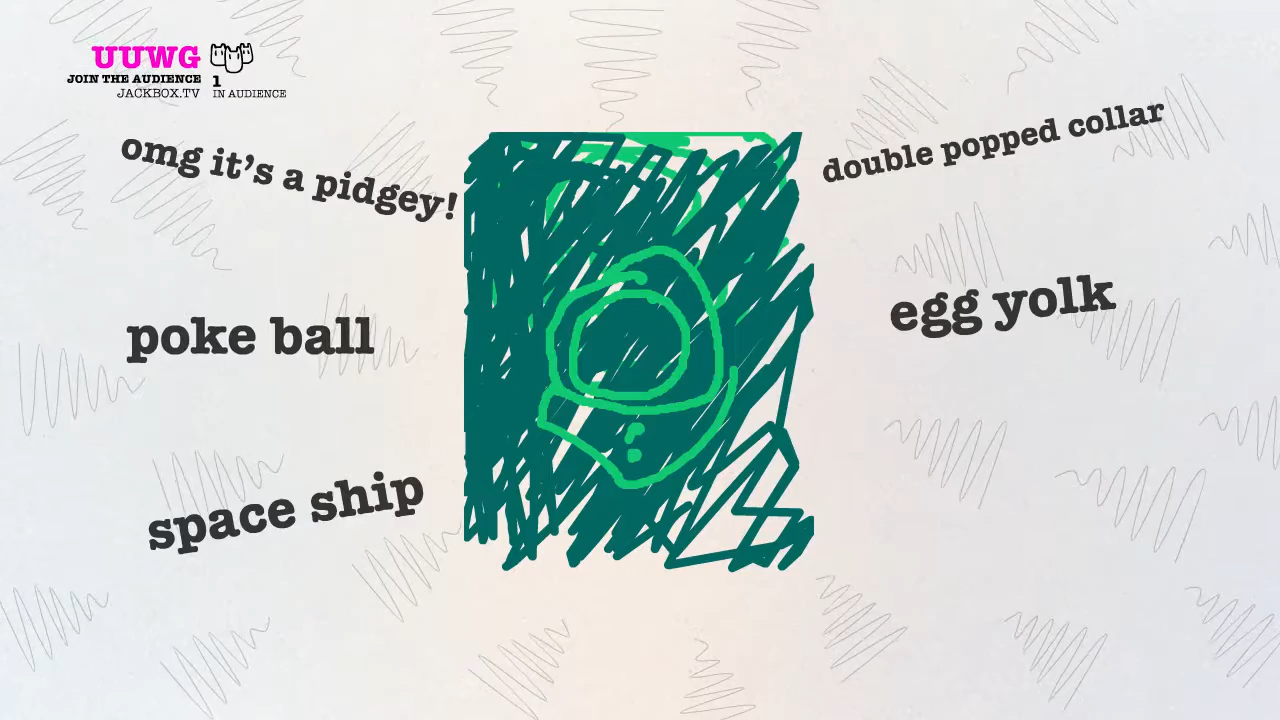 UUWG
JOIN THE AUDIENCE
JACKBOX.TV
1
IN AUDIENCE
omg it's a pidgey!
double popped collar
poke ball
egg yolk
space ship